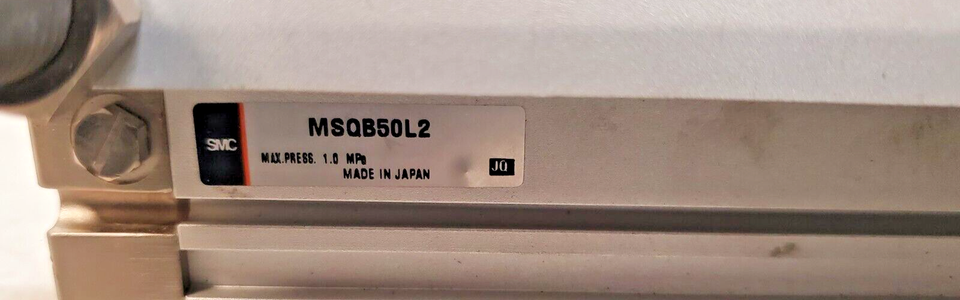 MSQB50L2
SMC
MAX.PRESS. 1.0 MPa
MADE IN JAPAN
JQ